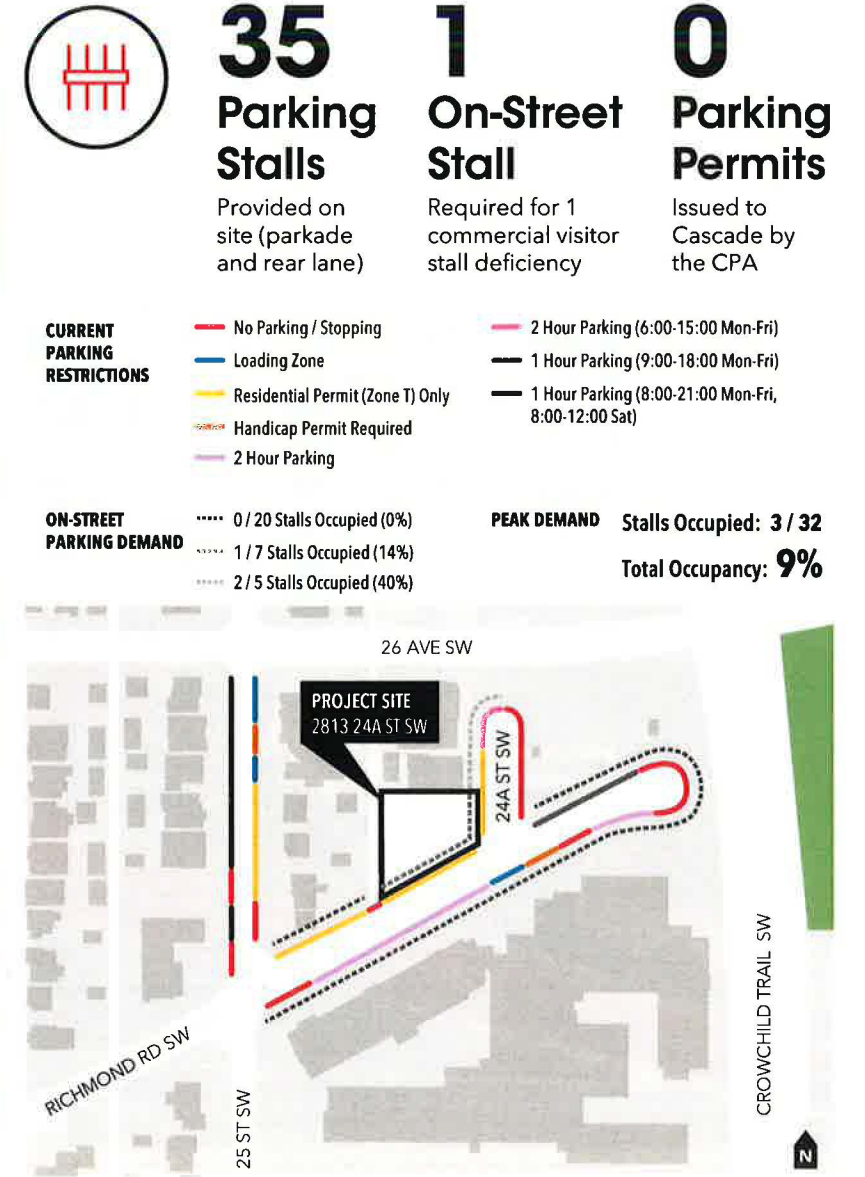 35
Parking
Stalls
Provided on
site (parkade
and rear lane)
1
On-Street
Stall
Required for 1
commercial visitor
stall deficiency
0
Parking
Permits
Issued to
Cascade by
the CPA
CURRENT
PARKING
RESTRICTIONS
No Parking / Stopping
Loading Zone
Residential Permit (Zone T) Only
Handicap Permit Required
2 Hour Parking
2 Hour Parking (6:00-15:00 Mon-Fri)
1 Hour Parking (9:00-18:00 Mon-Fri)
1 Hour Parking (8:00-21:00 Mon-Fri,
8:00-12:00 Sat)
ON-STREET
PARKING DEMAND
0 / 20 Stalls Occupied (0%)
1 / 7 Stalls Occupied (14%)
2 / 5 Stalls Occupied (40%)
PEAK DEMAND
Stalls Occupied: 3 / 32
Total Occupancy: 9%
26 AVE SW
PROJECT SITE
2813 24A ST SW
24A ST SW
CROWCHILD TRAIL SW
RICHMOND RD SW
25 ST SW
N